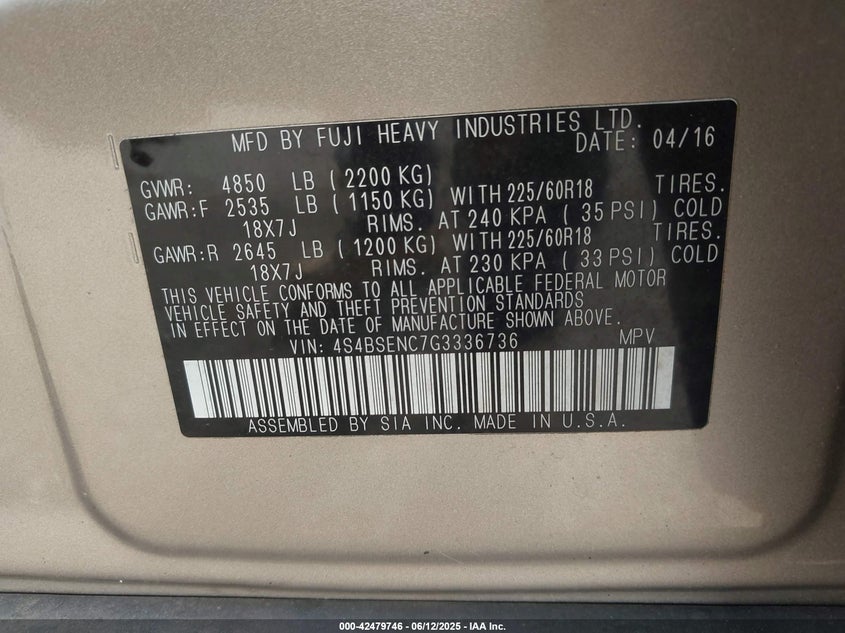 MFD BY FUJI HEAVY INDUSTRIES LTD.
DATE: 04/16
GVWR: 4850 LB (2200 KG)
GAWR:F 2535 LB (1150 KG) WITH 225/60R18 TIRES.
18X7J RIMS. AT 240 KPA (35 PSI) COLD
GAWR:R 2645 LB (1200 KG) WITH 225/60R18 TIRES.
18X7J RIMS. AT 230 KPA (33 PSI) COLD
THIS VEHICLE CONFORMS TO ALL APPLICABLE FEDERAL MOTOR
VEHICLE SAFETY AND THEFT PREVENTION STANDARDS
IN EFFECT ON THE DATE OF MANUFACTURE SHOWN ABOVE.
VIN: 4S4BSENC7G3336736 MPV
ASSEMBLED BY SIA INC. MADE IN U.S.A.
000-42479746 - 06/12/2025 - IAA Inc.